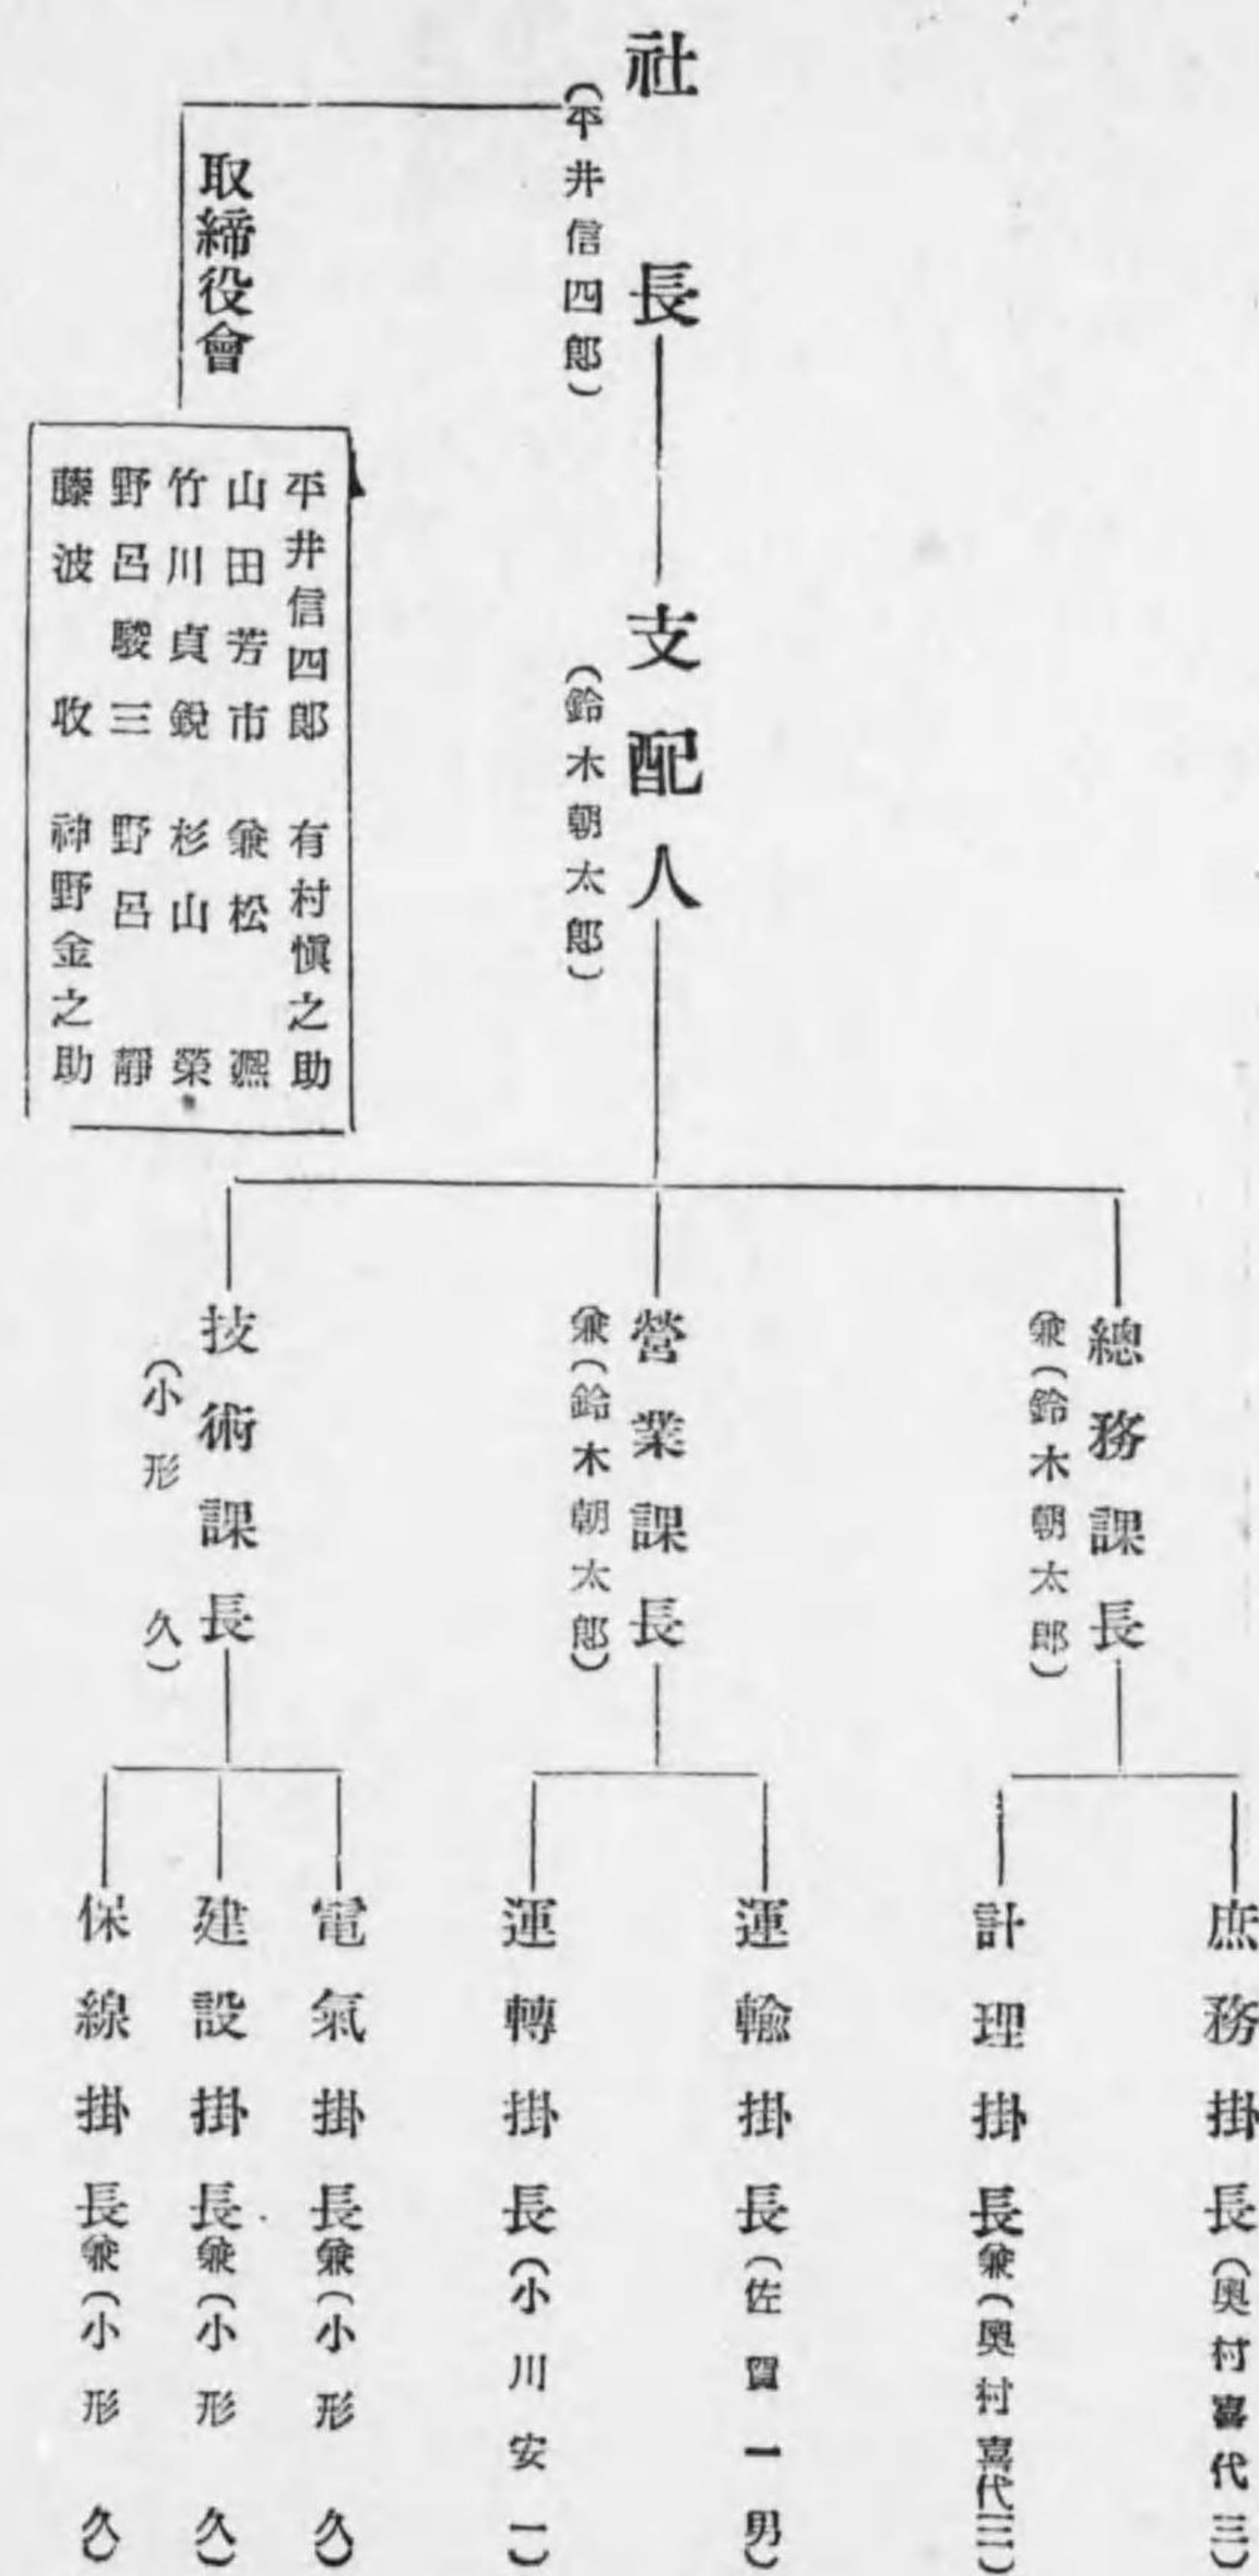 社長
(平井信四郎)
取締役會
平井信四郎 有村愼之助
山田芳市 兼松凞
竹川貞銳 杉山榮
野呂駿三 野呂靜
藤波收 神野金之助
支配人
(鈴木朝太郎)
總務課長
兼(鈴木朝太郎)
庶務掛長(奥村喜代三)
計理掛長兼(奥村喜代三)
營業課長
兼(鈴木朝太郎)
運輸掛長(佐賀一男)
運轉掛長(小川安一)
技術課長
(小形久)
電氣掛長兼(小形久)
建設掛長兼(小形久)
保線掛長兼(小形久)